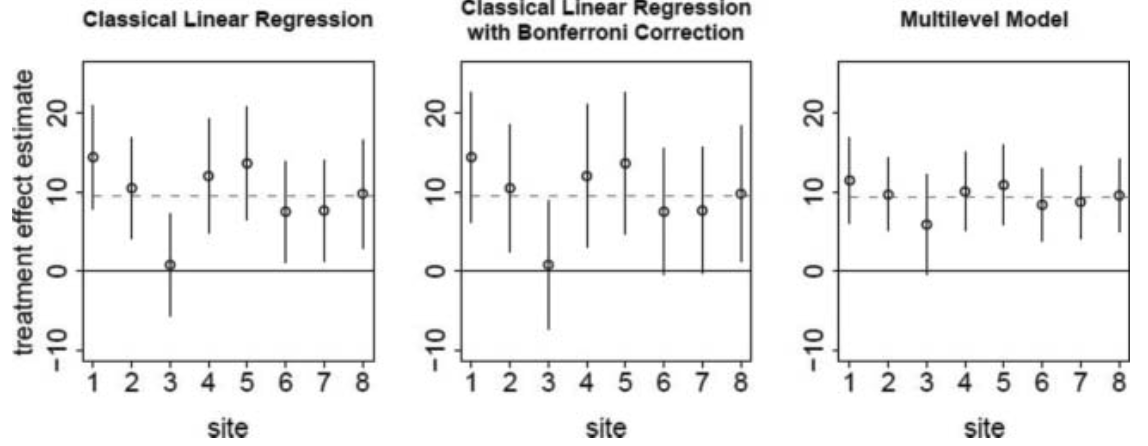 Classical Linear Regression
Classical Linear Regression
with Bonferroni Correction
Multilevel Model
treatment effect estimate
20
10
0
−10
1 2 3 4 5 6 7 8
site
20
10
0
−10
1 2 3 4 5 6 7 8
site
20
10
0
−10
1 2 3 4 5 6 7 8
site